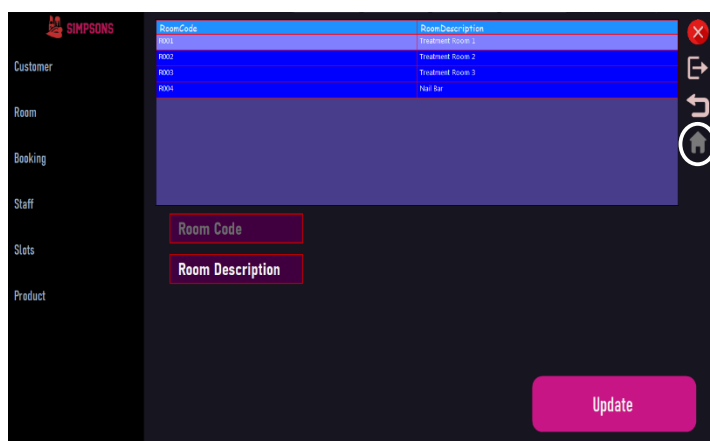 SIMPSONS
Customer
Room
Booking
Staff
Slots
Product
RoomCode RoomDescription
R001 Treatment Room 1
R002 Treatment Room 2
R003 Treatment Room 3
R004 Nail Bar
Room Code
Room Description
Update